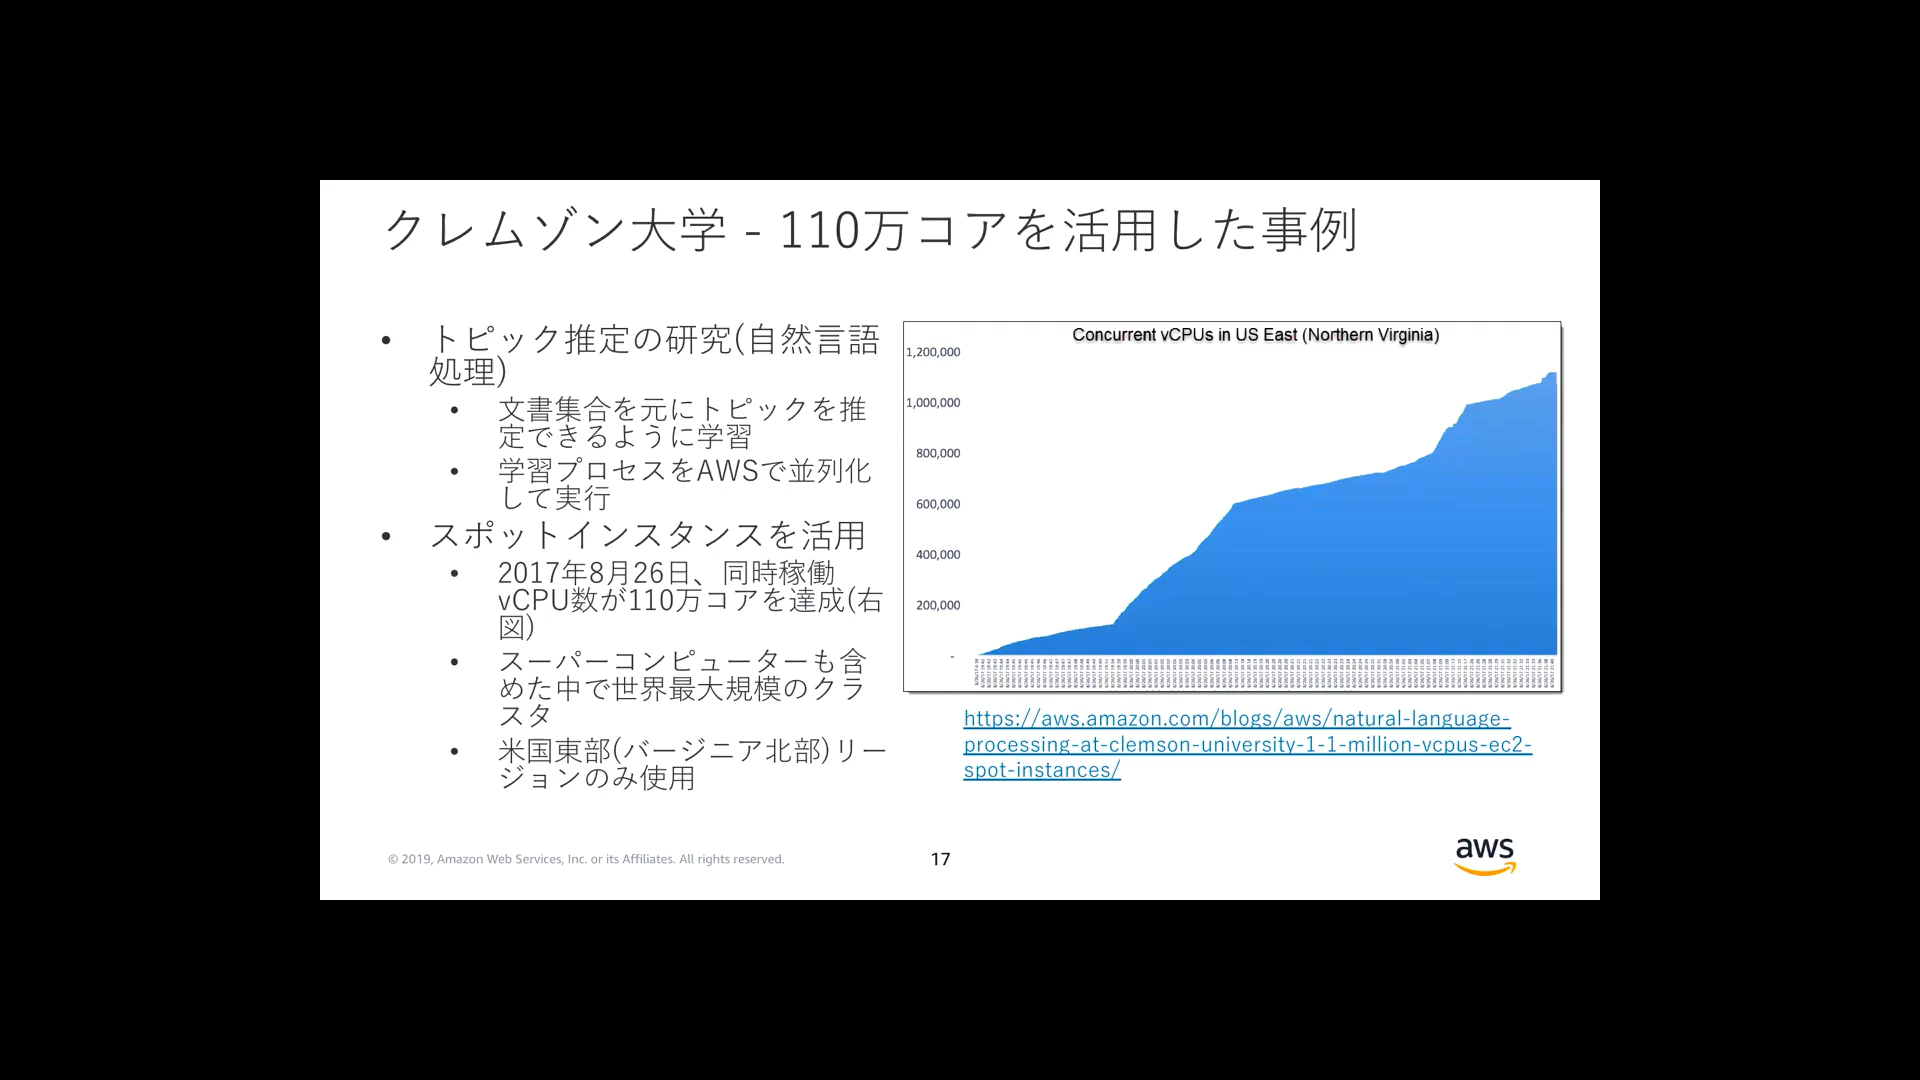 クレムゾン大学 - 110万コアを活用した事例
• トピック推定の研究(自然言語
処理)
• 文書集合を元にトピックを推
定できるように学習
• 学習プロセスをAWSで並列化
して実行
• スポットインスタンスを活用
• 2017年8月26日、同時稼働
vCPU数が110万コアを達成(右
図)
• スーパーコンピューターも含
めた中で世界最大規模のクラ
スタ
• 米国東部(バージニア北部)リー
ジョンのみ使用
Concurrent vCPUs in US East (Northern Virginia)
1,200,000
1,000,000
800,000
600,000
400,000
200,000
-
https://aws.amazon.com/blogs/aws/natural-language-
processing-at-clemson-university-1-1-million-vcpus-ec2-
spot-instances/
© 2019, Amazon Web Services, Inc. or its Affiliates. All rights reserved.
17
aws